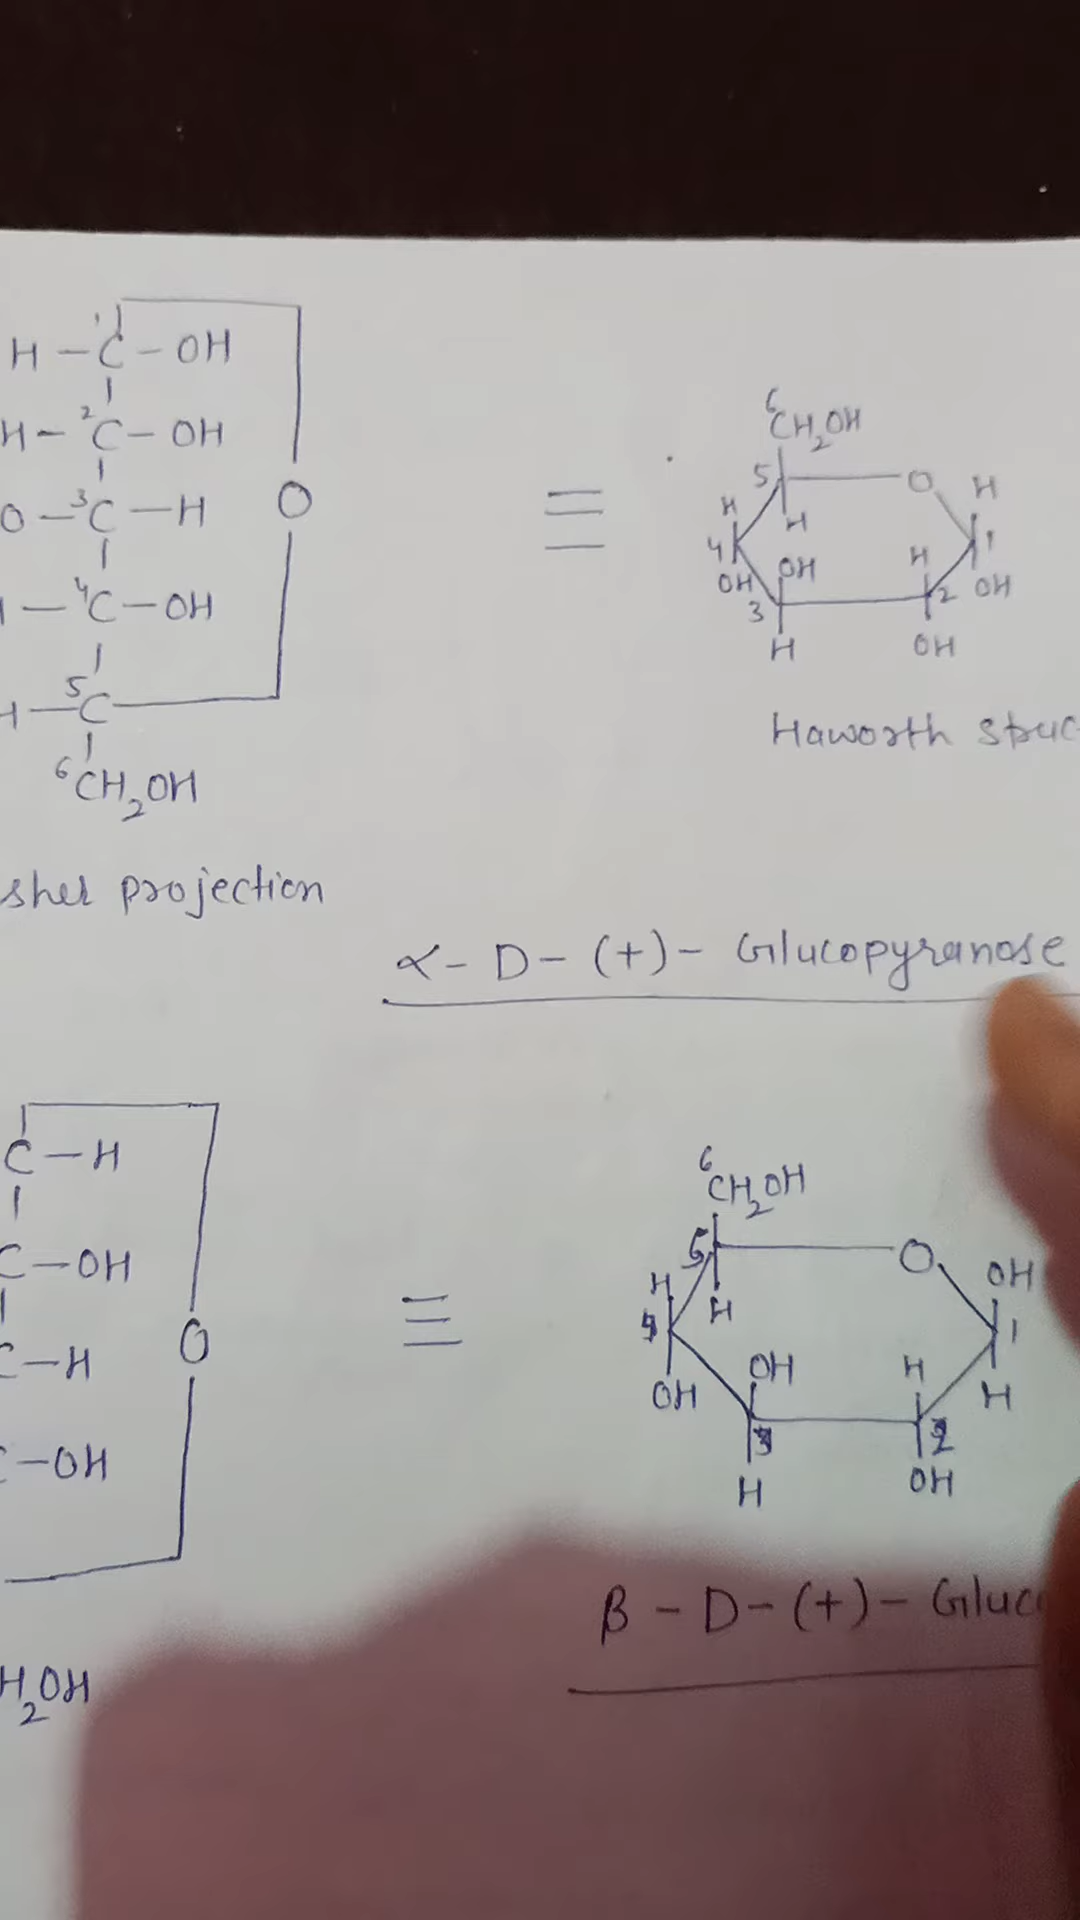 H – ¹C – OH
H – ²C – OH
O – ³C – H
O
– ⁴C – OH
– ⁵C
⁶CH₂OH
sher projection
=
⁶CH₂OH
5 O H
H H
4 1
OH OH H OH
3 2
H OH
Haworth struc
α – D – (+) – Glucopyranose
C – H
C – OH
C – H
O
C – OH
H₂OH
≡
⁶CH₂OH
5 O OH
H H
4 1
OH OH H H
3 2
H OH
β – D – (+) – Gluc